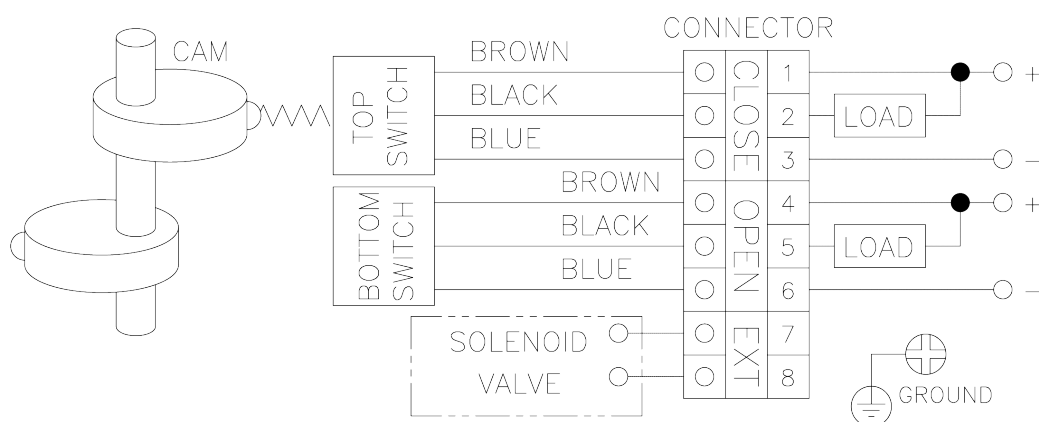 CONNECTOR
CAM
TOP
SWITCH
BROWN
BLACK
BLUE
CLOSE
1
2
3
LOAD
+
−
BOTTOM
SWITCH
BROWN
BLACK
BLUE
OPEN
4
5
6
LOAD
+
−
SOLENOID
VALVE
EXT
7
8
GROUND